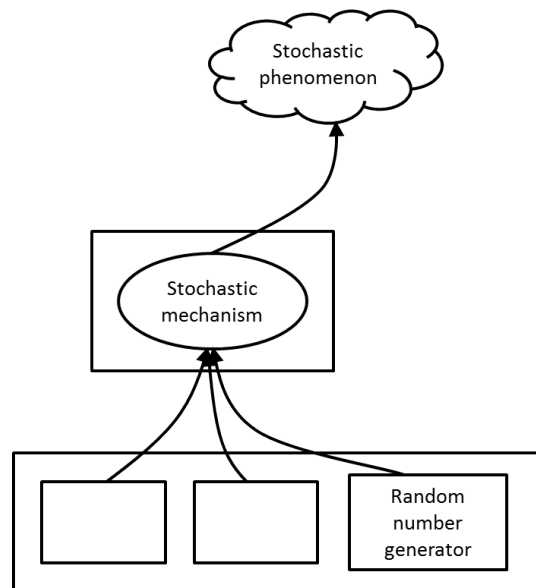 Stochastic
phenomenon
Stochastic
mechanism
Random
number
generator